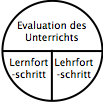 Evaluation des
Unterrichts
Lernfort
-schritt
Lehrfort
-schritt